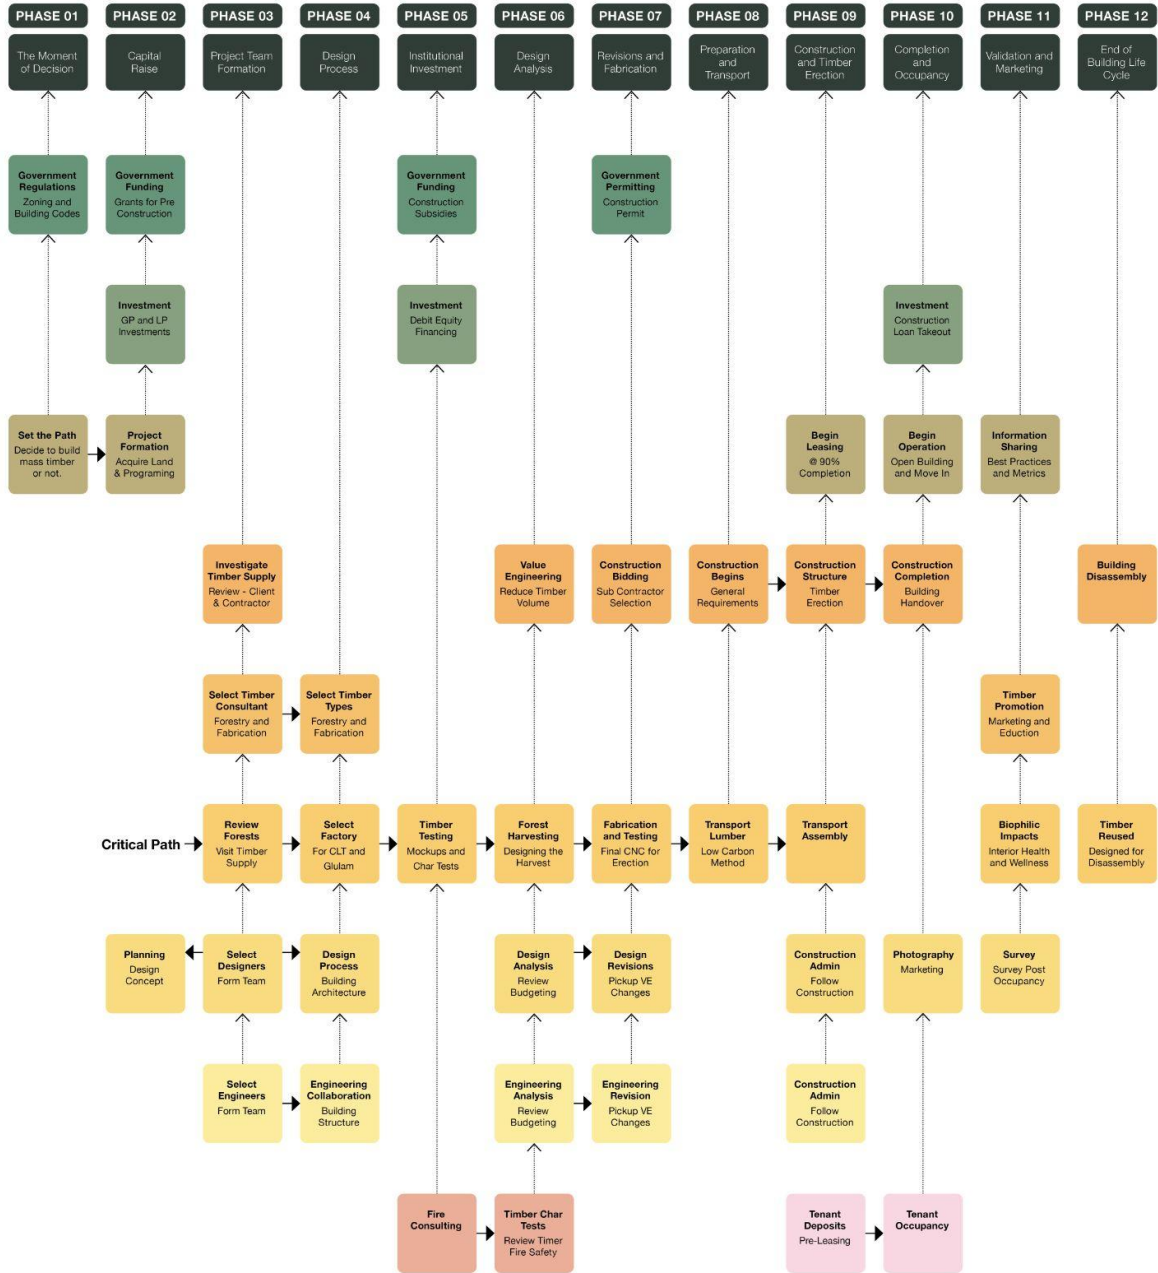 PHASE 01
PHASE 02
PHASE 03
PHASE 04
PHASE 05
PHASE 06
PHASE 07
PHASE 08
PHASE 09
PHASE 10
PHASE 11
PHASE 12
The Moment
of Decision
Capital
Raise
Project Team
Formation
Design
Process
Institutional
Investment
Design
Analysis
Revisions and
Fabrication
Preparation
and
Transport
Construction
and Timber
Erection
Completion
and
Occupancy
Validation and
Marketing
End of
Building Life
Cycle
Government
Regulations
Zoning and
Building Codes
Government
Funding
Grants for Pre
Construction
Government
Funding
Construction
Subsidies
Government
Permitting
Construction
Permit
Investment
GP and LP
Investments
Investment
Debit Equity
Financing
Investment
Construction
Loan Takeout
Set the Path
Decide to build
mass timber
or not.
Project
Formation
Acquire Land
& Programing
Begin
Leasing
@ 90%
Completion
Begin
Operation
Open Building
and Move In
Information
Sharing
Best Practices
and Metrics
Investigate
Timber Supply
Review - Client
& Contractor
Value
Engineering
Reduce Timber
Volume
Construction
Bidding
Sub Contractor
Selection
Construction
Begins
General
Requirements
Construction
Structure
Timber
Erection
Construction
Completion
Building
Handover
Building
Disassembly
Select Timber
Consultant
Forestry and
Fabrication
Select Timber
Types
Forestry and
Fabrication
Timber
Promotion
Marketing and
Eduction
Critical Path
Review
Forests
Visit Timber
Supply
Select
Factory
For CLT and
Glulam
Timber
Testing
Mockups and
Char Tests
Forest
Harvesting
Designing the
Harvest
Fabrication
and Testing
Final CNC for
Erection
Transport
Lumber
Low Carbon
Method
Transport
Assembly
Biophilic
Impacts
Interior Health
and Wellness
Timber
Reused
Designed for
Disassembly
Planning
Design
Concept
Select
Designers
Form Team
Design
Process
Building
Architecture
Design
Analysis
Review
Budgeting
Design
Revisions
Pickup VE
Changes
Construction
Admin
Follow
Construction
Photography
Marketing
Survey
Survey Post
Occupancy
Select
Engineers
Form Team
Engineering
Collaboration
Building
Structure
Engineering
Analysis
Review
Budgeting
Engineering
Revision
Pickup VE
Changes
Construction
Admin
Follow
Construction
Fire
Consulting
Timber Char
Tests
Review Timer
Fire Safety
Tenant
Deposits
Pre-Leasing
Tenant
Occupancy